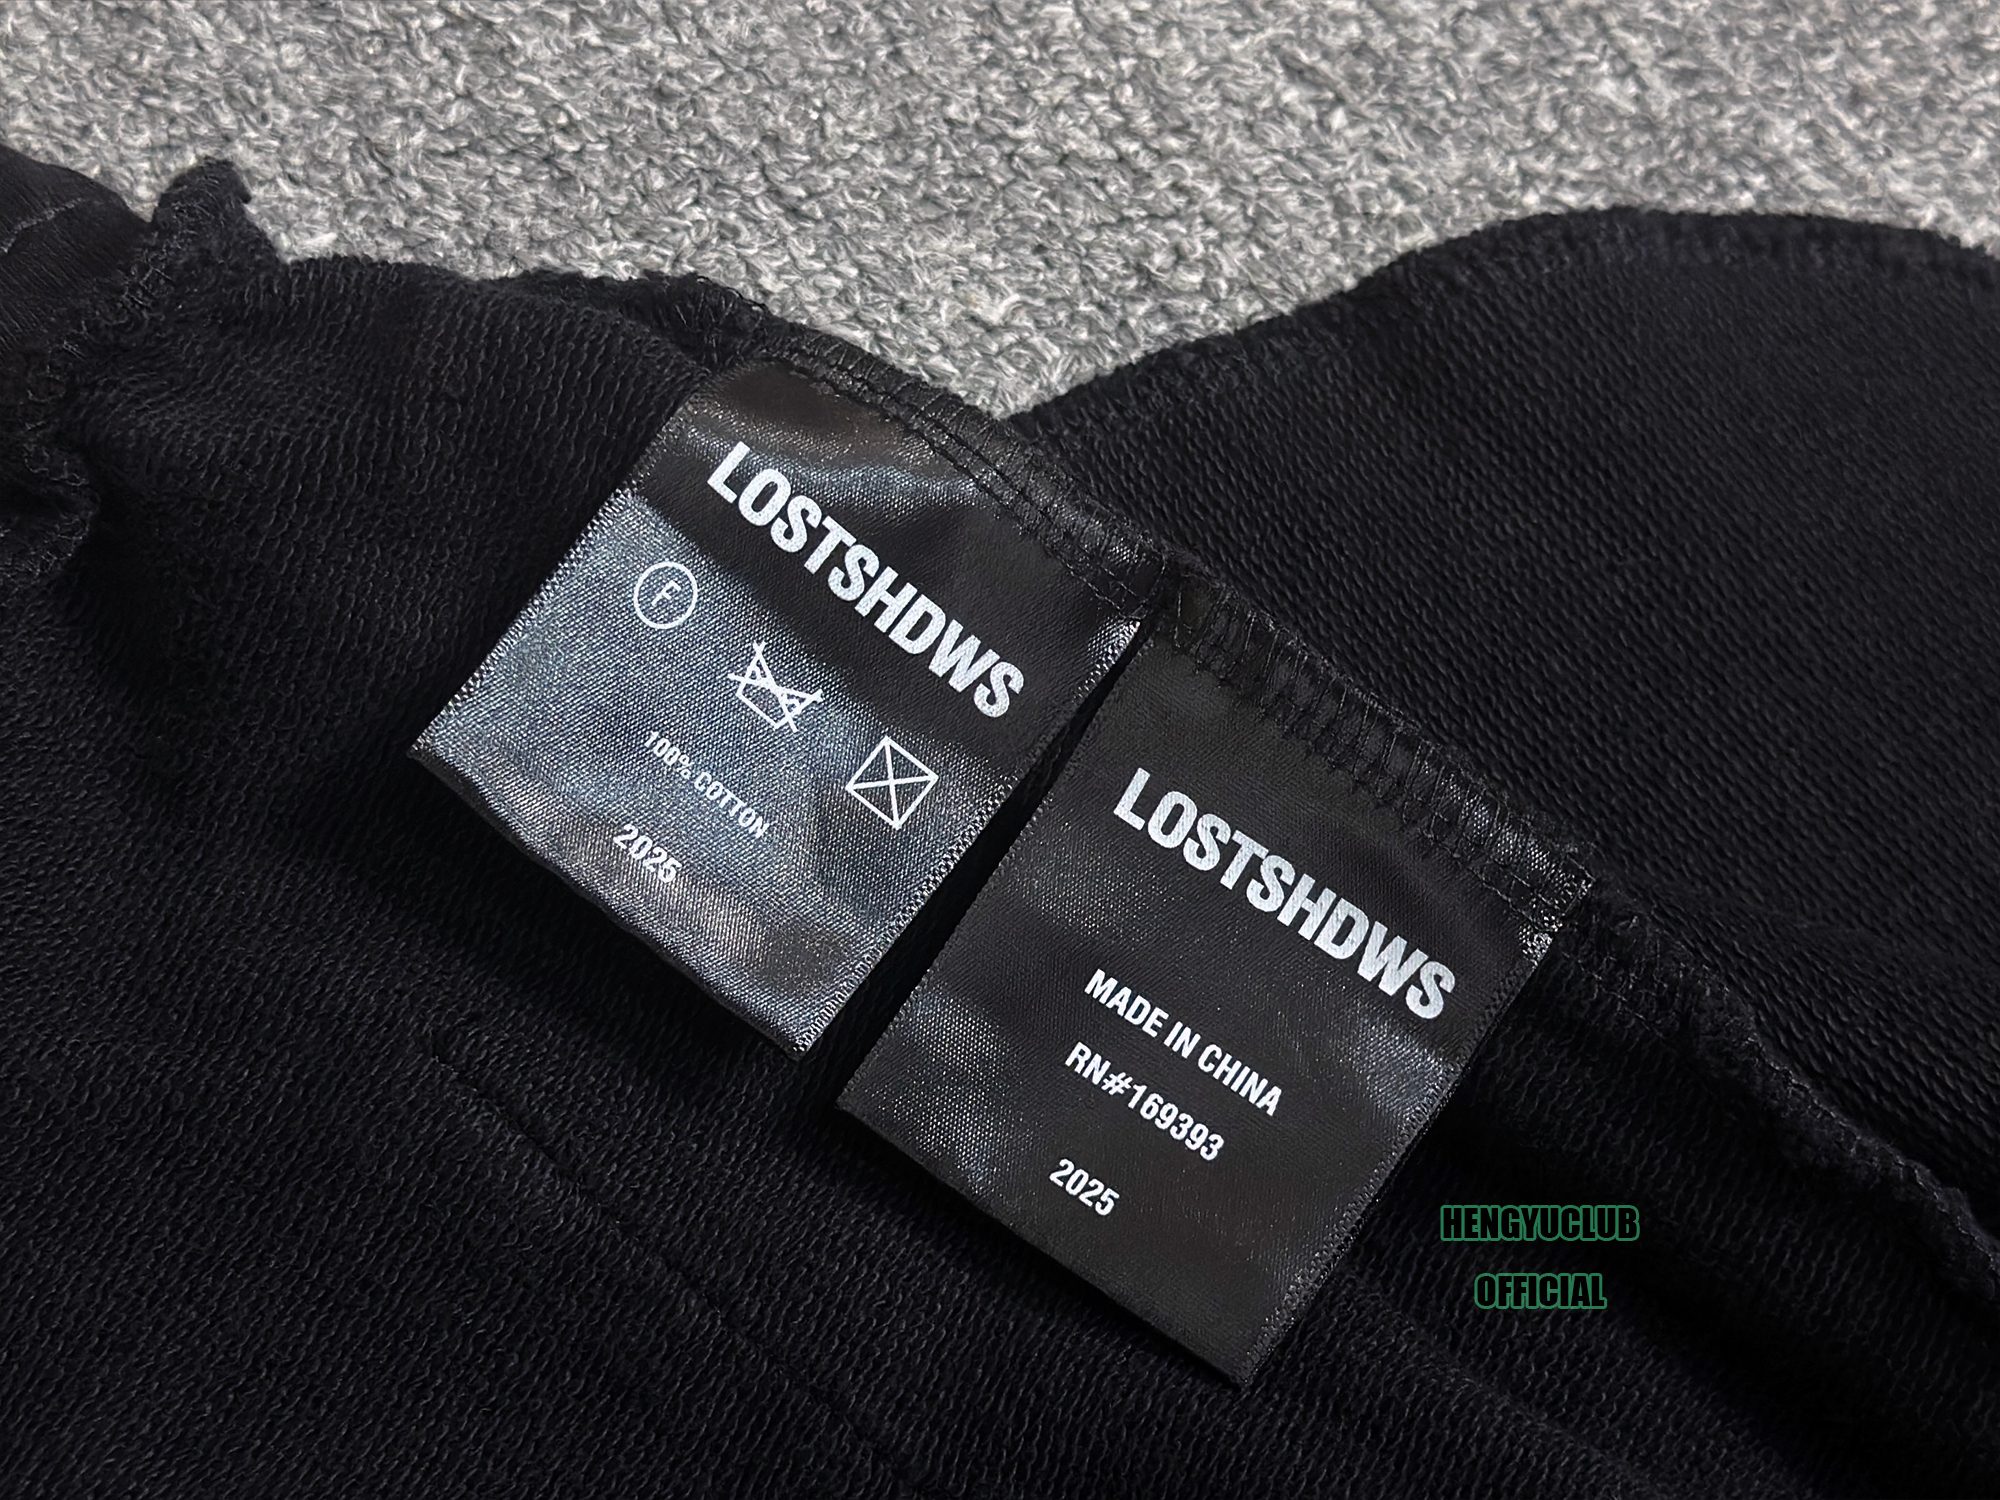 LOSTSHDWS
F
100% COTTON
2025
LOSTSHDWS
MADE IN CHINA
RN#169393
2025
HENGYUCLUB
OFFICIAL